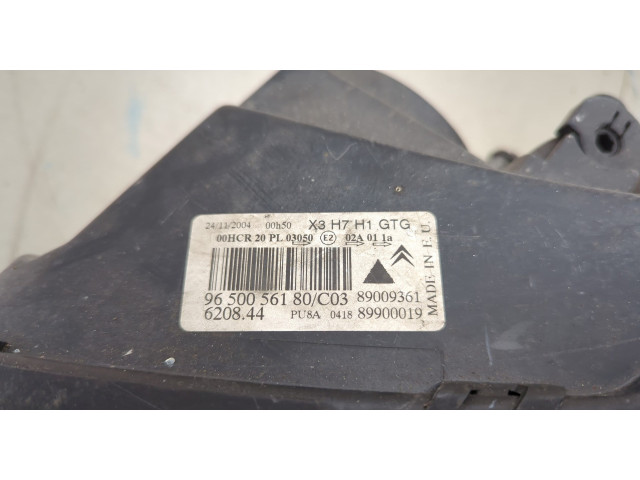 24/11/2004 00h50 X3 H7 H1 GTG
00HCR 20 PL 03050 E2 02A 01 1a
96 500 561 80/C03 89009361
6208.44 PU8A 0418 89900019
MADE IN E.U.